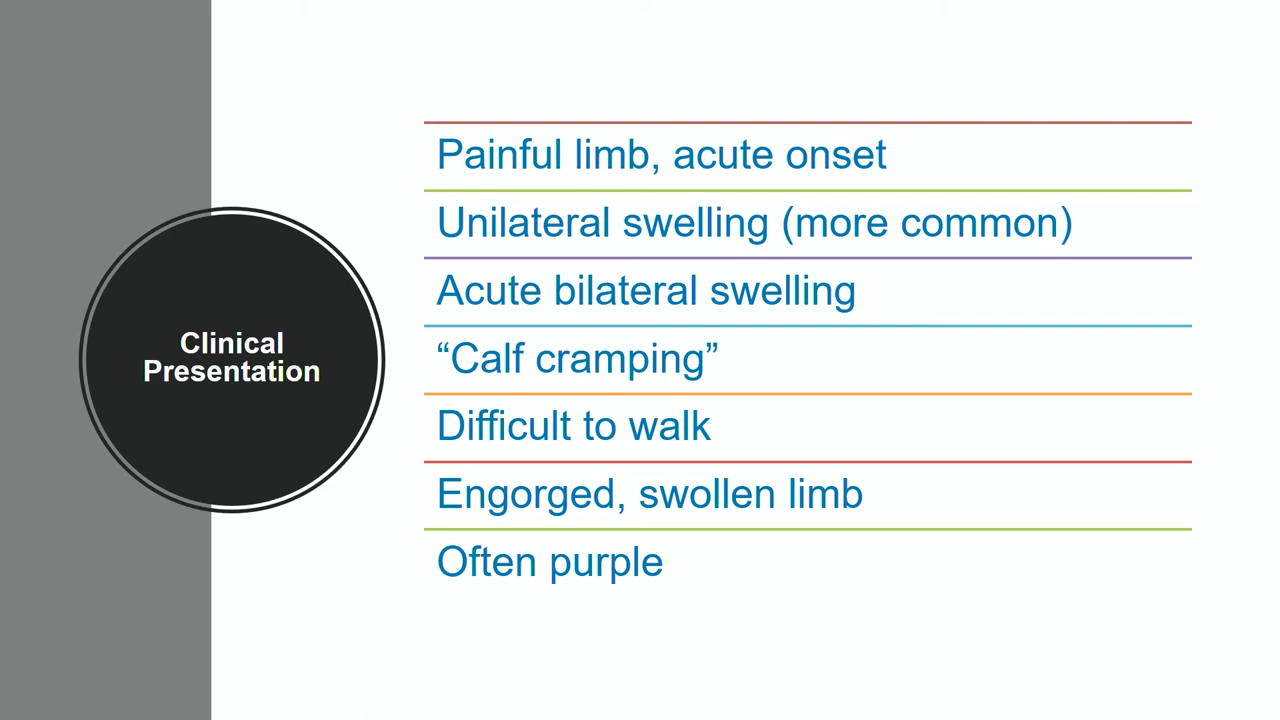 Clinical
Presentation
Painful limb, acute onset
Unilateral swelling (more common)
Acute bilateral swelling
“Calf cramping”
Difficult to walk
Engorged, swollen limb
Often purple